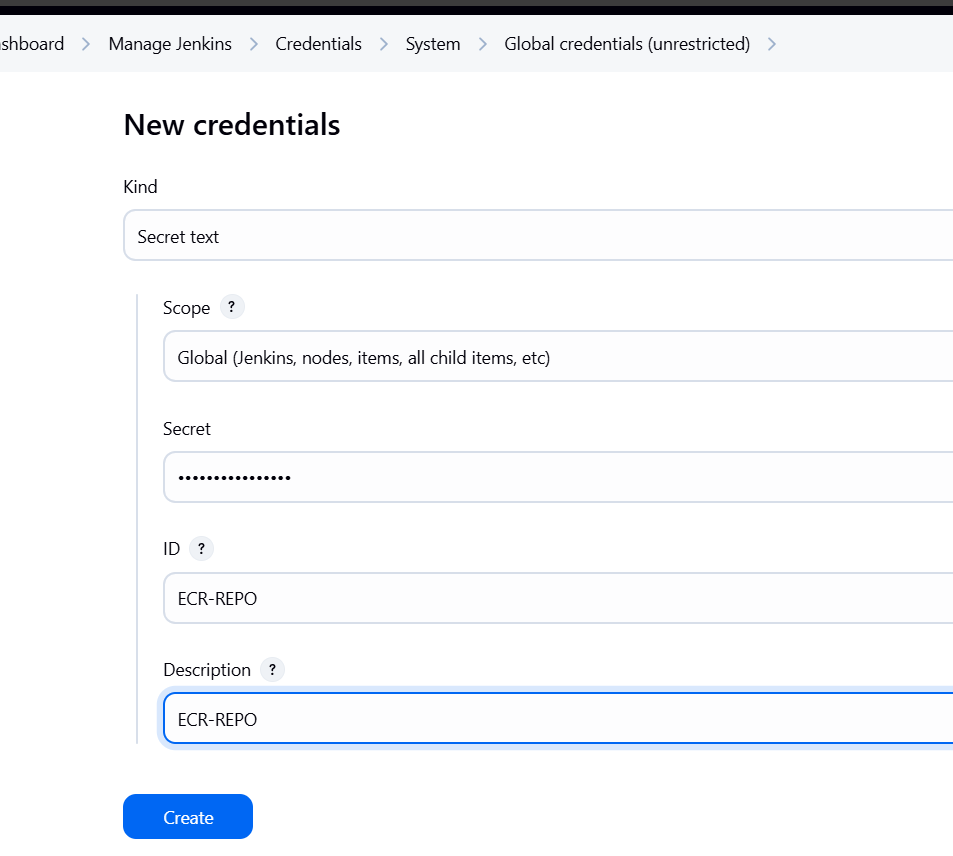 shboard > Manage Jenkins > Credentials > System > Global credentials (unrestricted) >
New credentials
Kind
Secret text
Scope ?
Global (Jenkins, nodes, items, all child items, etc)
Secret
••••••••••••••••
ID ?
ECR-REPO
Description ?
ECR-REPO
Create